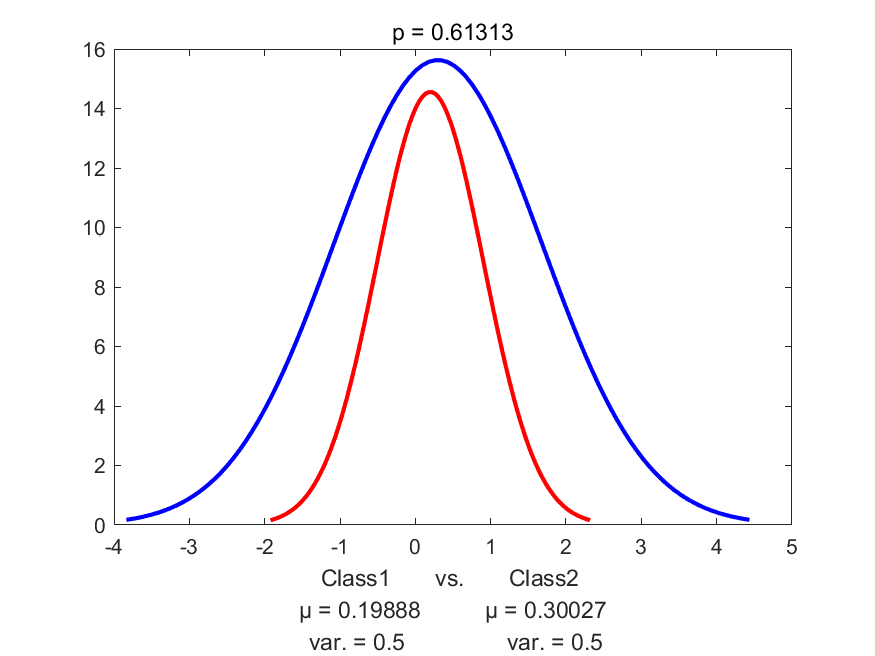 p = 0.61313
16
14
12
10
8
6
4
2
0
-4 -3 -2 -1 0 1 2 3 4 5
Class1 vs. Class2
μ = 0.19888 μ = 0.30027
var. = 0.5 var. = 0.5